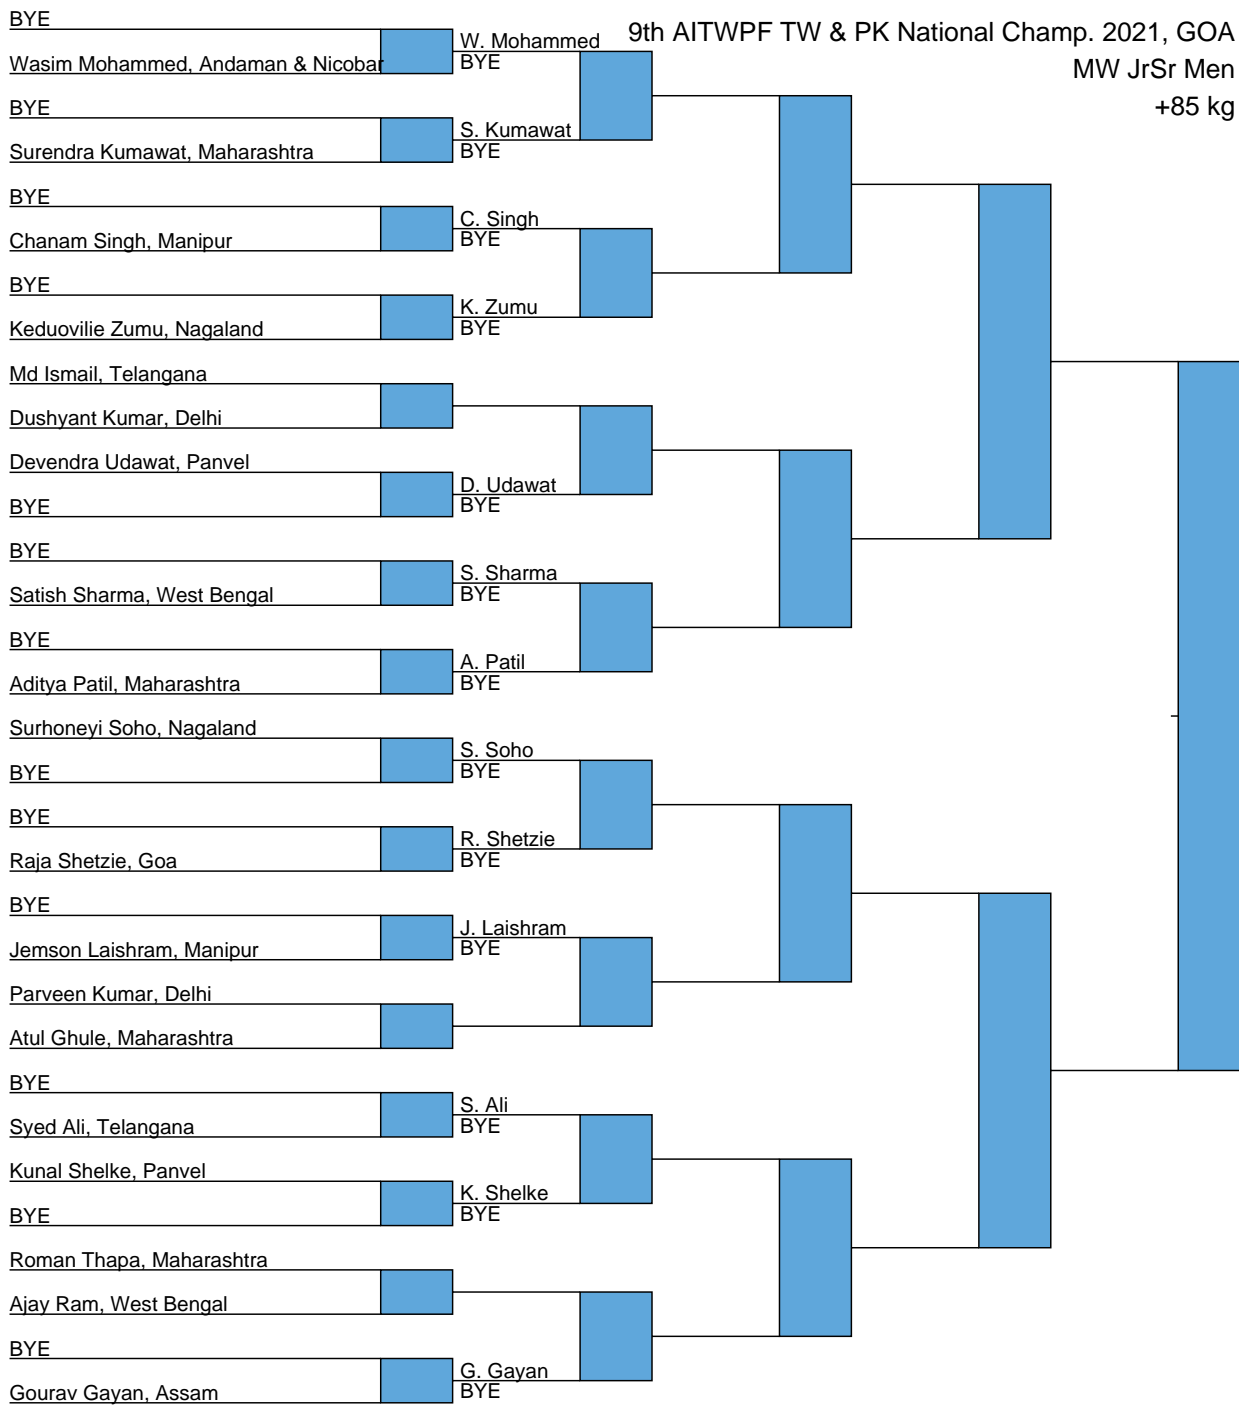 9th AITWPF TW & PK National Champ. 2021, GOA
MW JrSr Men
+85 kg
BYE
Wasim Mohammed, Andaman & Nicobar
W. Mohammed
BYE
BYE
Surendra Kumawat, Maharashtra
S. Kumawat
BYE
BYE
Chanam Singh, Manipur
C. Singh
BYE
BYE
Keduovilie Zumu, Nagaland
K. Zumu
BYE
Md Ismail, Telangana
Dushyant Kumar, Delhi
Devendra Udawat, Panvel
BYE
D. Udawat
BYE
BYE
Satish Sharma, West Bengal
S. Sharma
BYE
BYE
Aditya Patil, Maharashtra
A. Patil
BYE
Surhoneyi Soho, Nagaland
BYE
S. Soho
BYE
BYE
Raja Shetzie, Goa
R. Shetzie
BYE
BYE
Jemson Laishram, Manipur
J. Laishram
BYE
Parveen Kumar, Delhi
Atul Ghule, Maharashtra
BYE
Syed Ali, Telangana
S. Ali
BYE
Kunal Shelke, Panvel
BYE
K. Shelke
BYE
Roman Thapa, Maharashtra
Ajay Ram, West Bengal
BYE
Gourav Gayan, Assam
G. Gayan
BYE